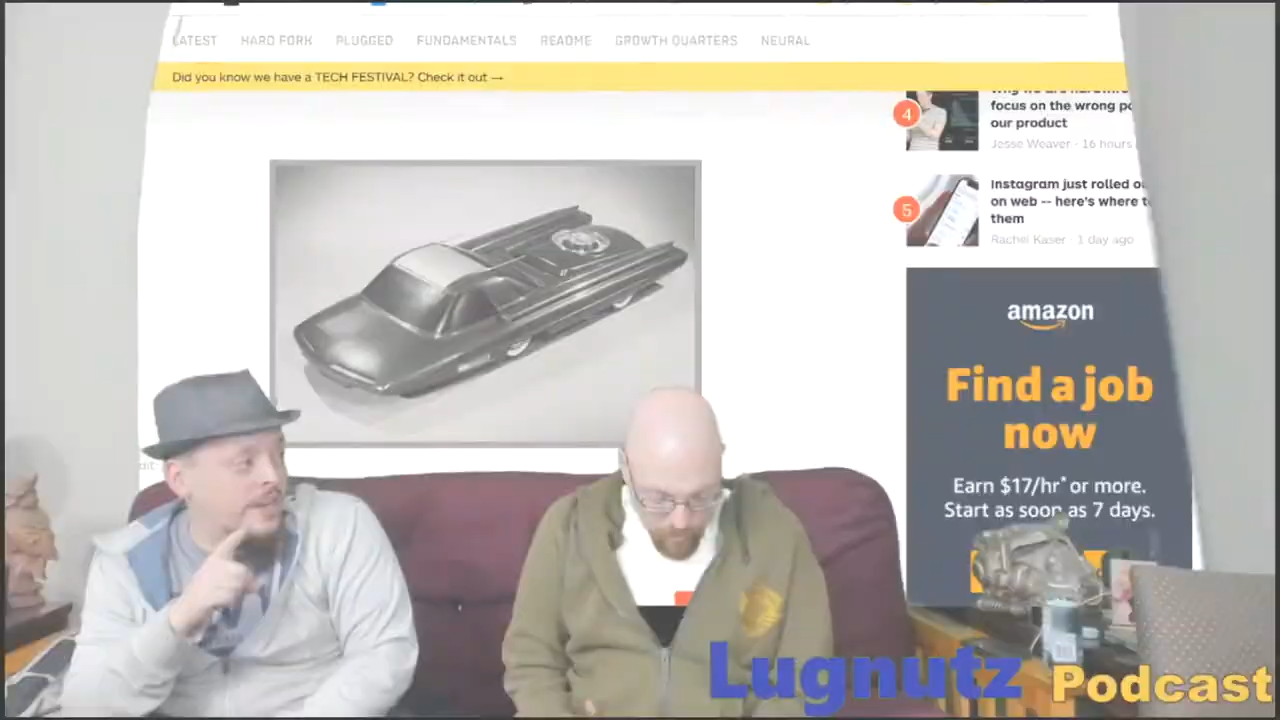 LATEST HARD FORK PLUGGED FUNDAMENTALS README GROWTH QUARTERS NEURAL
Did you know we have a TECH FESTIVAL? Check it out →
4
focus on the wrong
our product
Jesse Weaver · 16 hours
5
Instagram just rolled
on web -- here's where
them
Rachel Kaser · 1 day ago
amazon
Find a job
now
Earn $17/hr* or more.
Start as soon as 7 days.
Lugnutz Podcast